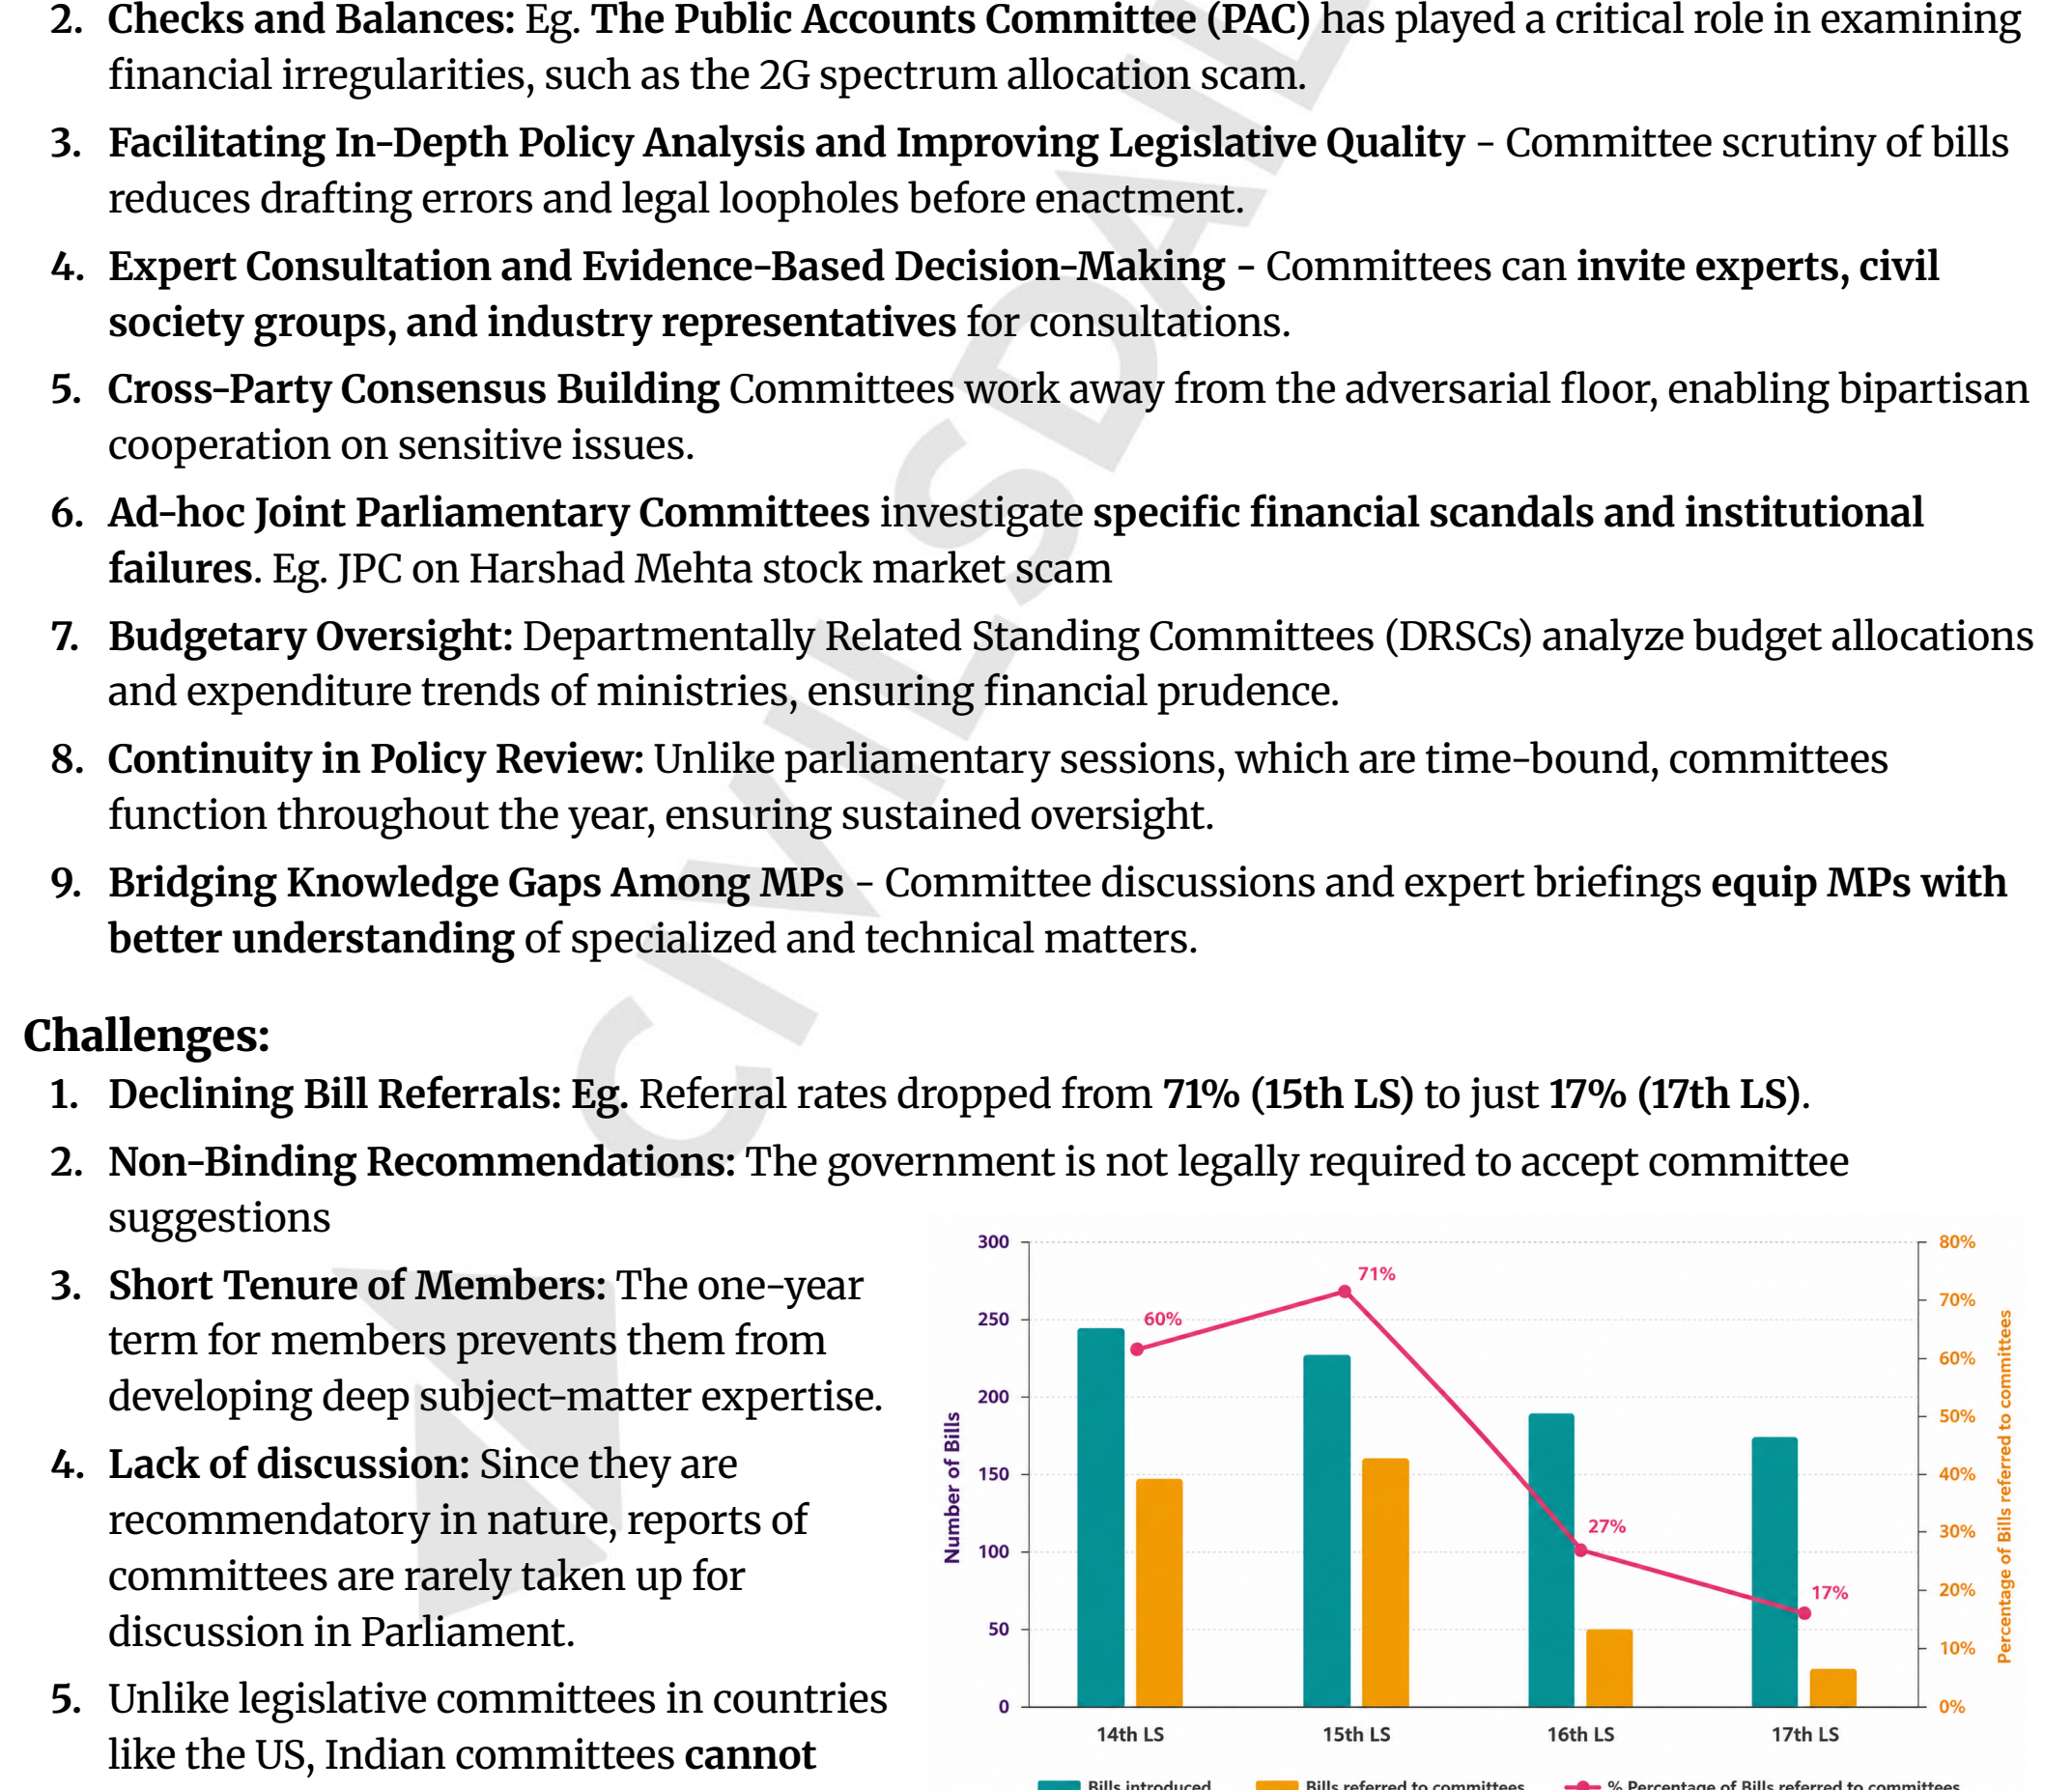 2. Checks and Balances: Eg. The Public Accounts Committee (PAC) has played a critical role in examining
financial irregularities, such as the 2G spectrum allocation scam.
3. Facilitating In-Depth Policy Analysis and Improving Legislative Quality - Committee scrutiny of bills
reduces drafting errors and legal loopholes before enactment.
4. Expert Consultation and Evidence-Based Decision-Making - Committees can invite experts, civil
society groups, and industry representatives for consultations.
5. Cross-Party Consensus Building Committees work away from the adversarial floor, enabling bipartisan
cooperation on sensitive issues.
6. Ad-hoc Joint Parliamentary Committees investigate specific financial scandals and institutional
failures. Eg. JPC on Harshad Mehta stock market scam
7. Budgetary Oversight: Departmentally Related Standing Committees (DRSCs) analyze budget allocations
and expenditure trends of ministries, ensuring financial prudence.
8. Continuity in Policy Review: Unlike parliamentary sessions, which are time-bound, committees
function throughout the year, ensuring sustained oversight.
9. Bridging Knowledge Gaps Among MPs - Committee discussions and expert briefings equip MPs with
better understanding of specialized and technical matters.
Challenges:
1. Declining Bill Referrals: Eg. Referral rates dropped from 71% (15th LS) to just 17% (17th LS).
2. Non-Binding Recommendations: The government is not legally required to accept committee
suggestions
3. Short Tenure of Members: The one-year
term for members prevents them from
developing deep subject-matter expertise.
4. Lack of discussion: Since they are
recommendatory in nature, reports of
committees are rarely taken up for
discussion in Parliament.
5. Unlike legislative committees in countries
like the US, Indian committees cannot
Number of Bills
300
250
200
150
100
50
0
60%
71%
27%
17%
80%
70%
60%
50%
40%
30%
20%
10%
0%
Percentage of Bills referred to committees
14th LS
15th LS
16th LS
17th LS
Bills introduced
Bills referred to committees
% Percentage of Bills referred to committees
CIVILSDAIL